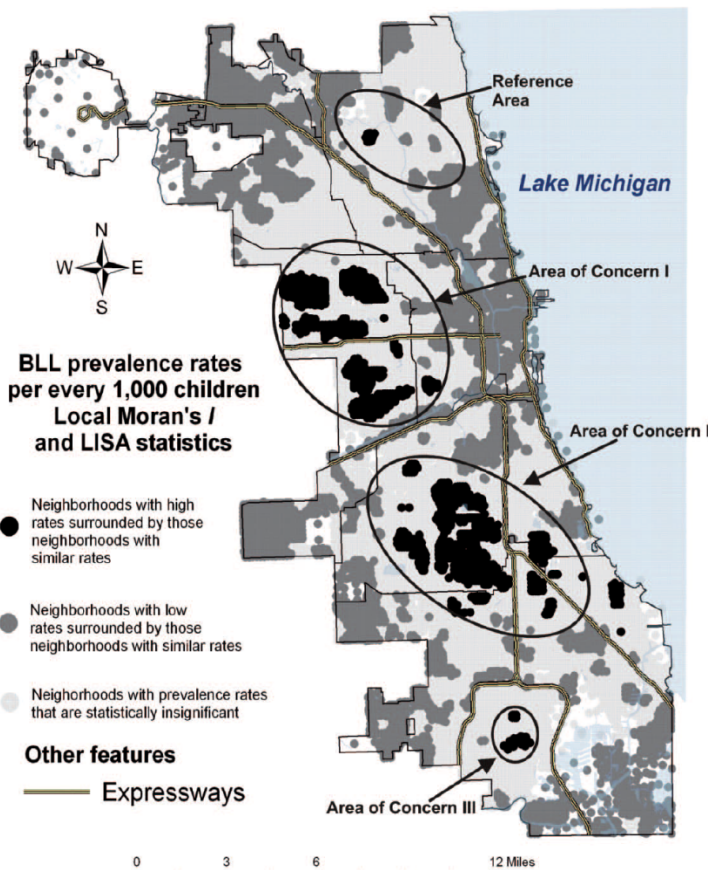 Reference
Area
Lake Michigan
N
W E
S
Area of Concern I
BLL prevalence rates
per every 1,000 children
Local Moran's I
and LISA statistics
Area of Concern I
Neighborhoods with high
rates surrounded by those
neighborhoods with
similar rates
Neighborhoods with low
rates surrounded by those
neighborhoods with similar rates
Neighorhoods with prevalence rates
that are statistically insignificant
Other features
Expressways
Area of Concern III
0 3 6 12 Miles